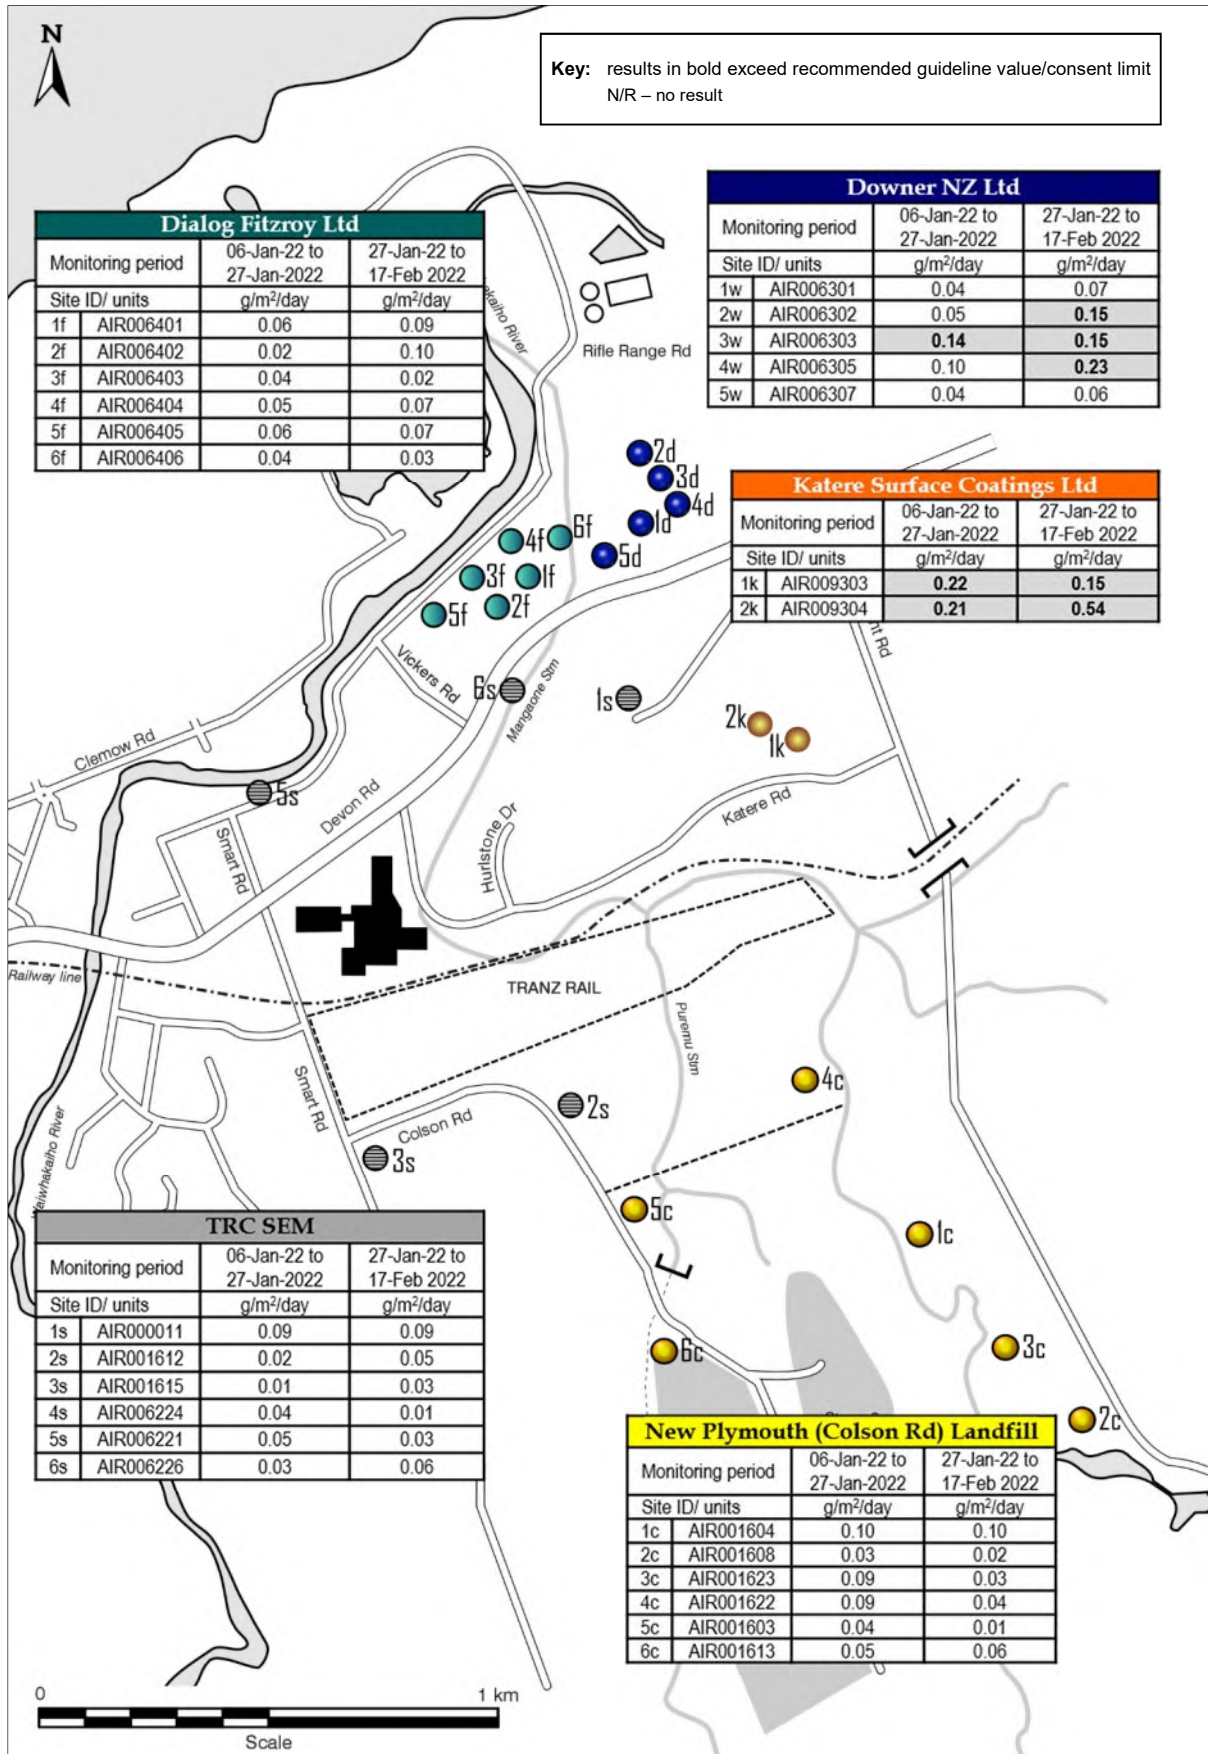 N
Key: results in bold exceed recommended guideline value/consent limit
N/R – no result
Dialog Fitzroy Ltd
Monitoring period 06-Jan-22 to 27-Jan-2022 27-Jan-22 to 17-Feb 2022
Site ID/ units g/m²/day g/m²/day
1f AIR006401 0.06 0.09
2f AIR006402 0.02 0.10
3f AIR006403 0.04 0.02
4f AIR006404 0.05 0.07
5f AIR006405 0.06 0.07
6f AIR006406 0.04 0.03
Downer NZ Ltd
Monitoring period 06-Jan-22 to 27-Jan-2022 27-Jan-22 to 17-Feb 2022
Site ID/ units g/m²/day g/m²/day
1w AIR006301 0.04 0.07
2w AIR006302 0.05 0.15
3w AIR006303 0.14 0.15
4w AIR006305 0.10 0.23
5w AIR006307 0.04 0.06
River
Rifle Range Rd
2d
3d
4d
1d
5d
6f
4f
3f
1f
2f
5f
Katere Surface Coatings Ltd
Monitoring period 06-Jan-22 to 27-Jan-2022 27-Jan-22 to 17-Feb 2022
Site ID/ units g/m²/day g/m²/day
1k AIR009303 0.22 0.15
2k AIR009304 0.21 0.54
Rd
Vickers Rd
Mangaone Stm
6s
1s
2k
1k
Clemow Rd
5s
Devon Rd
Smart Rd
Hurlstone Dr
Katere Rd
Railway line
TRANZ RAIL
Puremu Stm
Smart Rd
Colson Rd
2s
3s
4c
5c
1c
6c
3c
2c
Waiwhakaiho River
TRC SEM
Monitoring period 06-Jan-22 to 27-Jan-2022 27-Jan-22 to 17-Feb 2022
Site ID/ units g/m²/day g/m²/day
1s AIR000011 0.09 0.09
2s AIR001612 0.02 0.05
3s AIR001615 0.01 0.03
4s AIR006224 0.04 0.01
5s AIR006221 0.05 0.03
6s AIR006226 0.03 0.06
New Plymouth (Colson Rd) Landfill
Monitoring period 06-Jan-22 to 27-Jan-2022 27-Jan-22 to 17-Feb 2022
Site ID/ units g/m²/day g/m²/day
1c AIR001604 0.10 0.10
2c AIR001608 0.03 0.02
3c AIR001623 0.09 0.03
4c AIR001622 0.09 0.04
5c AIR001603 0.04 0.01
6c AIR001613 0.05 0.06
0 1 km
Scale